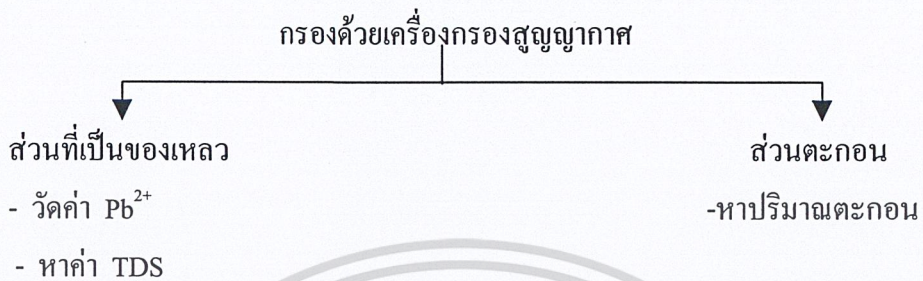 กรองด้วยเครื่องกรองสูญญากาศ
ส่วนที่เป็นของเหลว
- วัดค่า Pb²⁺
- หาค่า TDS
ส่วนตะกอน
-หาปริมาณตะกอน